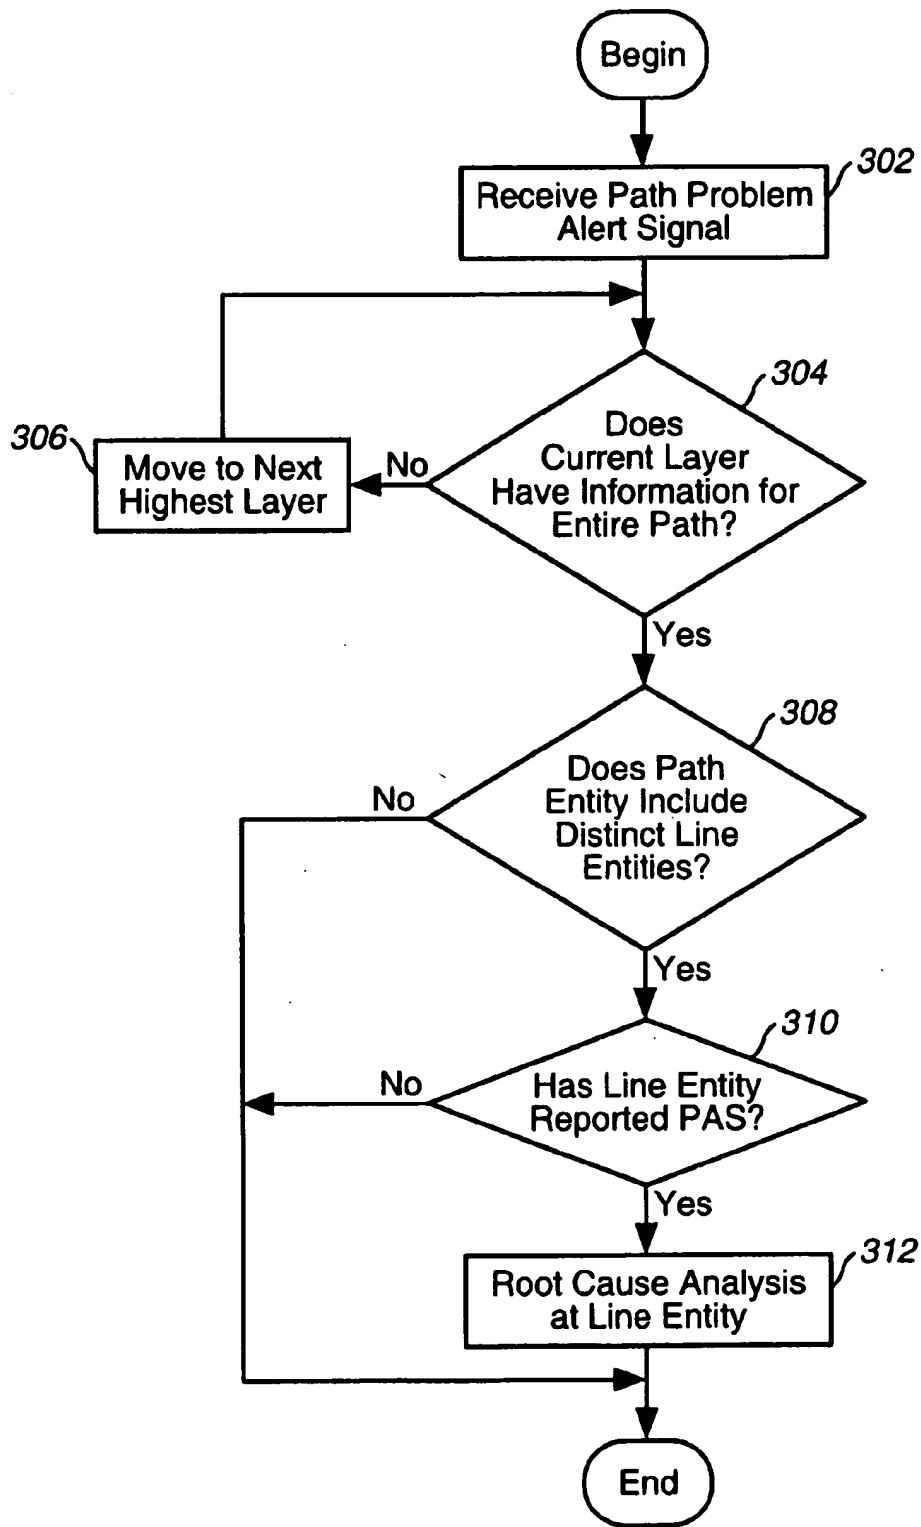 Begin
302
Receive Path Problem
Alert Signal
304
Does
Current Layer
Have Information for
Entire Path?
No
306
Move to Next
Highest Layer
Yes
308
Does Path
Entity Include
Distinct Line
Entities?
No
Yes
310
Has Line Entity
Reported PAS?
No
Yes
312
Root Cause Analysis
at Line Entity
End